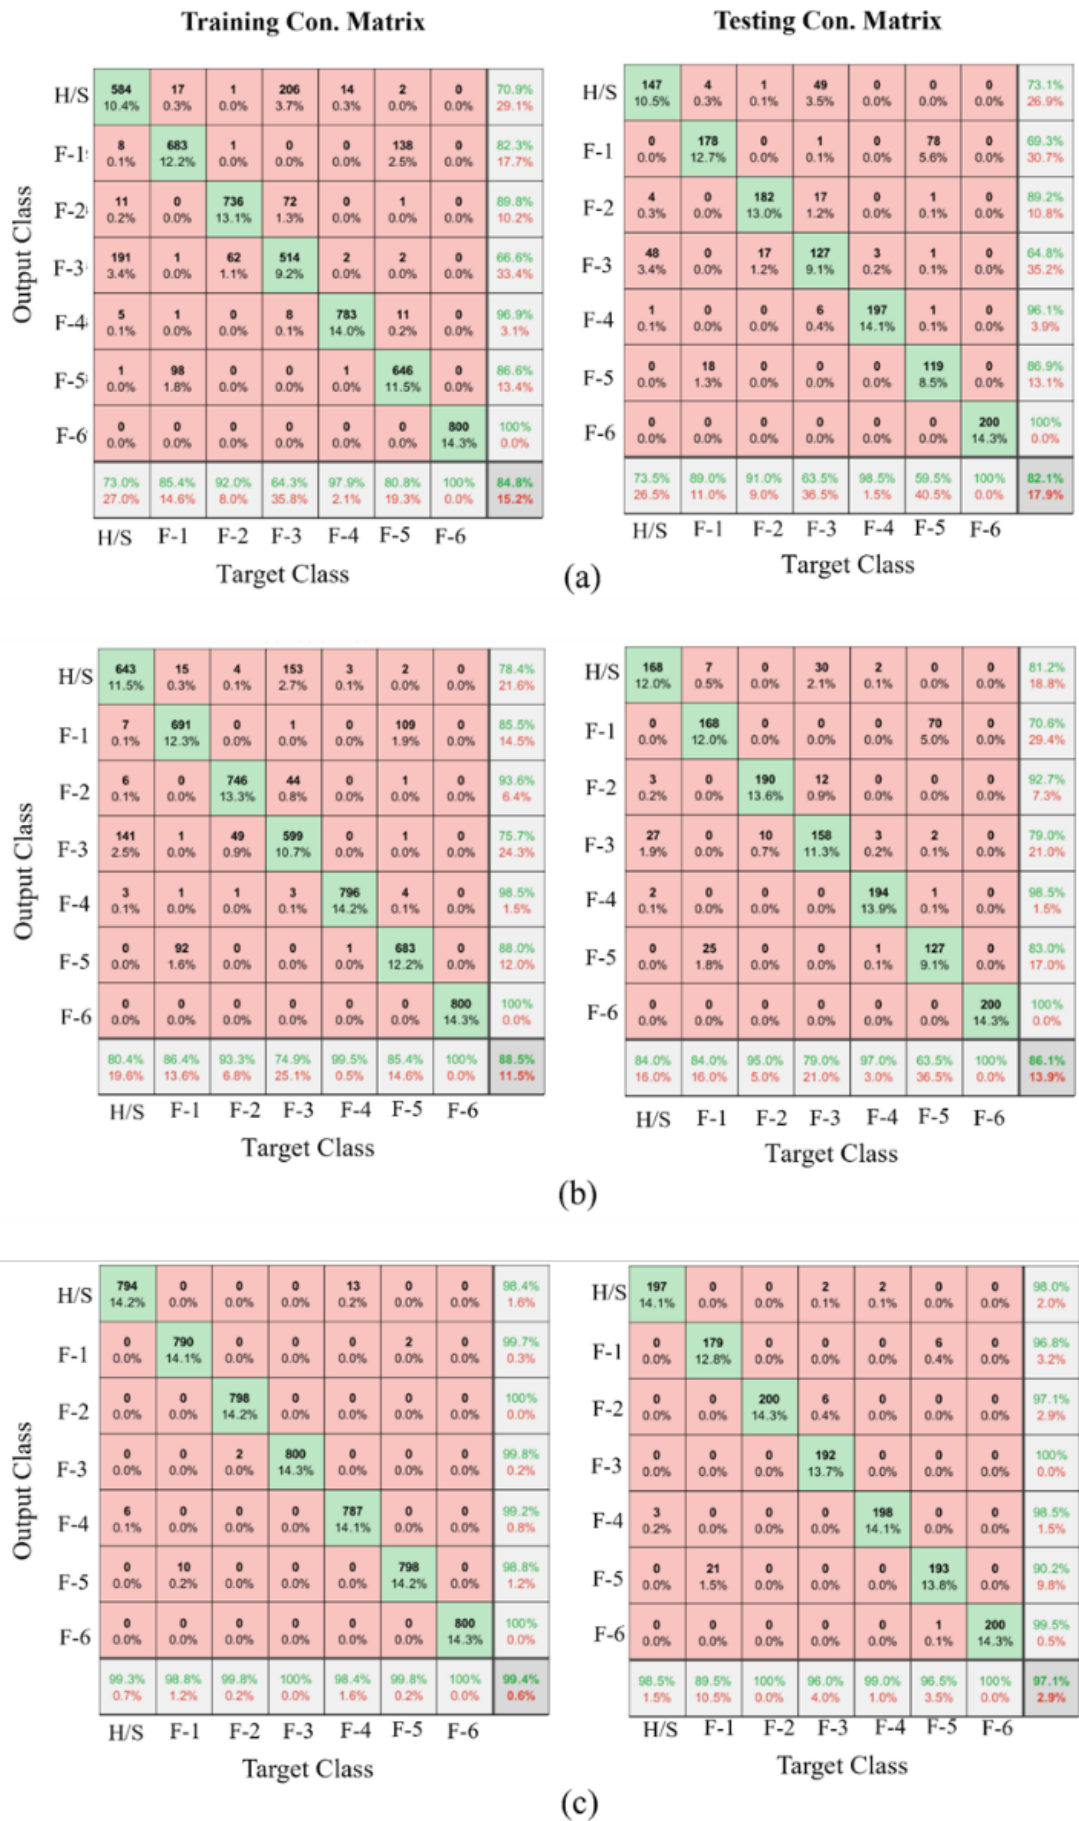 Training Con. Matrix Testing Con. Matrix
H/S 584 17 1 206 14 2 0 70.9%
10.4% 0.3% 0.0% 3.7% 0.3% 0.0% 0.0% 29.1%
F-1 8 683 1 0 0 138 0 82.3%
0.1% 12.2% 0.0% 0.0% 0.0% 2.5% 0.0% 17.7%
F-2 11 0 736 72 0 1 0 89.8%
0.2% 0.0% 13.1% 1.3% 0.0% 0.0% 0.0% 10.2%
F-3 191 1 62 514 2 2 0 66.6%
3.4% 0.0% 1.1% 9.2% 0.0% 0.0% 0.0% 33.4%
F-4 5 1 0 8 783 11 0 96.9%
0.1% 0.0% 0.0% 0.1% 14.0% 0.2% 0.0% 3.1%
F-5 1 98 0 0 1 646 0 86.6%
0.0% 1.8% 0.0% 0.0% 0.0% 11.5% 0.0% 13.4%
F-6 0 0 0 0 0 0 800 100%
0.0% 0.0% 0.0% 0.0% 0.0% 0.0% 14.3% 0.0%
73.0% 85.4% 92.0% 64.3% 97.9% 80.8% 100% 84.8%
27.0% 14.6% 8.0% 35.8% 2.1% 19.3% 0.0% 15.2%
H/S F-1 F-2 F-3 F-4 F-5 F-6
Output Class
Target Class
H/S 147 4 1 49 0 0 0 73.1%
10.5% 0.3% 0.1% 3.5% 0.0% 0.0% 0.0% 26.9%
F-1 0 178 0 1 0 78 0 69.3%
0.0% 12.7% 0.0% 0.1% 0.0% 5.6% 0.0% 30.7%
F-2 4 0 182 17 0 1 0 89.2%
0.3% 0.0% 13.0% 1.2% 0.0% 0.1% 0.0% 10.8%
F-3 48 0 17 127 3 1 0 64.8%
3.4% 0.0% 1.2% 9.1% 0.2% 0.1% 0.0% 35.2%
F-4 1 0 0 6 197 1 0 96.1%
0.1% 0.0% 0.0% 0.4% 14.1% 0.1% 0.0% 3.9%
F-5 0 18 0 0 0 119 0 86.9%
0.0% 1.3% 0.0% 0.0% 0.0% 8.5% 0.0% 13.1%
F-6 0 0 0 0 0 0 200 100%
0.0% 0.0% 0.0% 0.0% 0.0% 0.0% 14.3% 0.0%
73.5% 89.0% 91.0% 63.5% 98.5% 59.5% 100% 82.1%
26.5% 11.0% 9.0% 36.5% 1.5% 40.5% 0.0% 17.9%
H/S F-1 F-2 F-3 F-4 F-5 F-6
Target Class
(a)
H/S 643 15 4 153 3 2 0 78.4%
11.5% 0.3% 0.1% 2.7% 0.1% 0.0% 0.0% 21.6%
F-1 7 691 0 1 0 109 0 85.5%
0.1% 12.3% 0.0% 0.0% 0.0% 1.9% 0.0% 14.5%
F-2 6 0 746 44 0 1 0 93.6%
0.1% 0.0% 13.3% 0.8% 0.0% 0.0% 0.0% 6.4%
F-3 141 1 49 599 0 1 0 75.7%
2.5% 0.0% 0.9% 10.7% 0.0% 0.0% 0.0% 24.3%
F-4 3 1 1 3 796 4 0 98.5%
0.1% 0.0% 0.0% 0.1% 14.2% 0.1% 0.0% 1.5%
F-5 0 92 0 0 1 683 0 88.0%
0.0% 1.6% 0.0% 0.0% 0.0% 12.2% 0.0% 12.0%
F-6 0 0 0 0 0 0 800 100%
0.0% 0.0% 0.0% 0.0% 0.0% 0.0% 14.3% 0.0%
80.4% 86.4% 93.3% 74.9% 99.5% 85.4% 100% 88.5%
19.6% 13.6% 6.8% 25.1% 0.5% 14.6% 0.0% 11.5%
H/S F-1 F-2 F-3 F-4 F-5 F-6
Output Class
Target Class
H/S 168 7 0 30 2 0 0 81.2%
12.0% 0.5% 0.0% 2.1% 0.1% 0.0% 0.0% 18.8%
F-1 0 168 0 0 0 70 0 70.6%
0.0% 12.0% 0.0% 0.0% 0.0% 5.0% 0.0% 29.4%
F-2 3 0 190 12 0 0 0 92.7%
0.2% 0.0% 13.6% 0.9% 0.0% 0.0% 0.0% 7.3%
F-3 27 0 10 158 3 2 0 79.0%
1.9% 0.0% 0.7% 11.3% 0.2% 0.1% 0.0% 21.0%
F-4 2 0 0 0 194 1 0 98.5%
0.1% 0.0% 0.0% 0.0% 13.9% 0.1% 0.0% 1.5%
F-5 0 25 0 0 1 127 0 83.0%
0.0% 1.8% 0.0% 0.0% 0.1% 9.1% 0.0% 17.0%
F-6 0 0 0 0 0 0 200 100%
0.0% 0.0% 0.0% 0.0% 0.0% 0.0% 14.3% 0.0%
84.0% 84.0% 95.0% 79.0% 97.0% 63.5% 100% 86.1%
16.0% 16.0% 5.0% 21.0% 3.0% 36.5% 0.0% 13.9%
H/S F-1 F-2 F-3 F-4 F-5 F-6
Target Class
(b)
H/S 794 0 0 0 13 0 0 98.4%
14.2% 0.0% 0.0% 0.0% 0.2% 0.0% 0.0% 1.6%
F-1 0 790 0 0 0 2 0 99.7%
0.0% 14.1% 0.0% 0.0% 0.0% 0.0% 0.0% 0.3%
F-2 0 0 798 0 0 0 0 100%
0.0% 0.0% 14.2% 0.0% 0.0% 0.0% 0.0% 0.0%
F-3 0 0 2 800 0 0 0 99.8%
0.0% 0.0% 0.0% 14.3% 0.0% 0.0% 0.0% 0.2%
F-4 6 0 0 0 787 0 0 99.2%
0.1% 0.0% 0.0% 0.0% 14.1% 0.0% 0.0% 0.8%
F-5 0 10 0 0 0 798 0 98.8%
0.0% 0.2% 0.0% 0.0% 0.0% 14.2% 0.0% 1.2%
F-6 0 0 0 0 0 0 800 100%
0.0% 0.0% 0.0% 0.0% 0.0% 0.0% 14.3% 0.0%
99.3% 98.8% 99.8% 100% 98.4% 99.8% 100% 99.4%
0.7% 1.2% 0.2% 0.0% 1.6% 0.2% 0.0% 0.6%
H/S F-1 F-2 F-3 F-4 F-5 F-6
Output Class
Target Class
H/S 197 0 0 2 2 0 0 98.0%
14.1% 0.0% 0.0% 0.1% 0.1% 0.0% 0.0% 2.0%
F-1 0 179 0 0 0 6 0 96.8%
0.0% 12.8% 0.0% 0.0% 0.0% 0.4% 0.0% 3.2%
F-2 0 0 200 6 0 0 0 97.1%
0.0% 0.0% 14.3% 0.4% 0.0% 0.0% 0.0% 2.9%
F-3 0 0 0 192 0 0 0 100%
0.0% 0.0% 0.0% 13.7% 0.0% 0.0% 0.0% 0.0%
F-4 3 0 0 0 198 0 0 98.5%
0.2% 0.0% 0.0% 0.0% 14.1% 0.0% 0.0% 1.5%
F-5 0 21 0 0 0 193 0 90.2%
0.0% 1.5% 0.0% 0.0% 0.0% 13.8% 0.0% 9.8%
F-6 0 0 0 0 0 1 200 99.5%
0.0% 0.0% 0.0% 0.0% 0.0% 0.1% 14.3% 0.5%
98.5% 89.5% 100% 96.0% 99.0% 96.5% 100% 97.1%
1.5% 10.5% 0.0% 4.0% 1.0% 3.5% 0.0% 2.9%
H/S F-1 F-2 F-3 F-4 F-5 F-6
Target Class
(c)